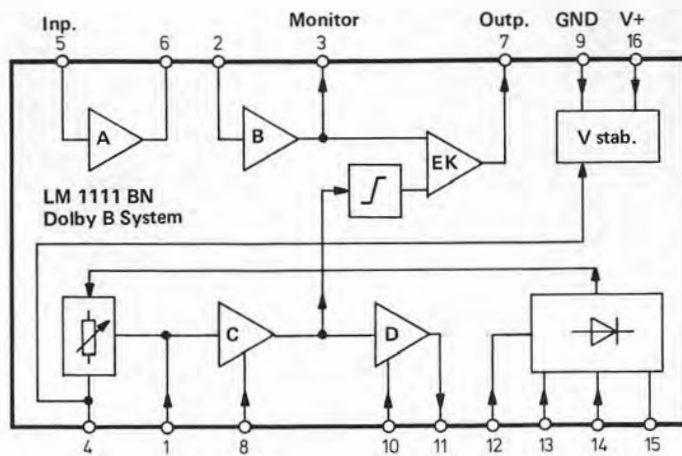 Inp. Monitor Outp. GND V+
5 6 2 3 7 9 16
A
B
EK
V stab.
LM 1111 BN
Dolby B System
C
D
4 1 8 10 11 12 13 14 15